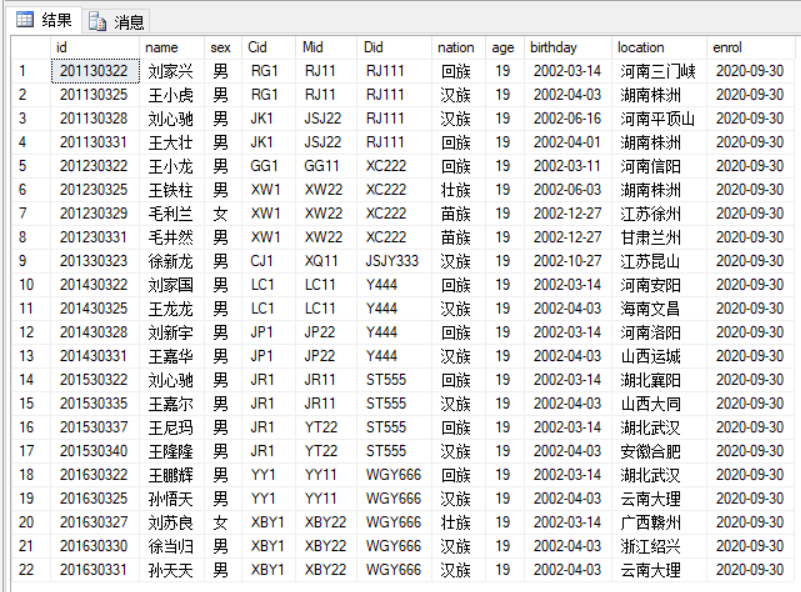 结果 消息
id name sex Cid Mid Did nation age birthday location enrol
1 201130322 刘家兴 男 RG1 RJ11 RJ111 回族 19 2002-03-14 河南三门峡 2020-09-30
2 201130325 王小虎 男 RG1 RJ11 RJ111 汉族 19 2002-04-03 湖南株洲 2020-09-30
3 201130328 刘心驰 男 JK1 JSJ22 RJ111 汉族 19 2002-06-16 河南平顶山 2020-09-30
4 201130331 王大壮 男 JK1 JSJ22 RJ111 回族 19 2002-04-01 湖南株洲 2020-09-30
5 201230322 王小龙 男 GG1 GG11 XC222 回族 19 2002-03-11 河南信阳 2020-09-30
6 201230325 王铁柱 男 XW1 XW22 XC222 壮族 19 2002-06-03 湖南株洲 2020-09-30
7 201230329 毛利兰 女 XW1 XW22 XC222 苗族 19 2002-12-27 江苏徐州 2020-09-30
8 201230331 毛井然 男 XW1 XW22 XC222 苗族 19 2002-12-27 甘肃兰州 2020-09-30
9 201330323 徐新龙 男 CJ1 XQ11 JSJY333 汉族 19 2002-10-27 江苏昆山 2020-09-30
10 201430322 刘家国 男 LC1 LC11 Y444 回族 19 2002-03-14 河南安阳 2020-09-30
11 201430325 王龙龙 男 LC1 LC11 Y444 汉族 19 2002-04-03 海南文昌 2020-09-30
12 201430328 刘新宇 男 JP1 JP22 Y444 回族 19 2002-03-14 河南洛阳 2020-09-30
13 201430331 王嘉华 男 JP1 JP22 Y444 汉族 19 2002-04-03 山西运城 2020-09-30
14 201530322 刘心驰 男 JR1 JR11 ST555 回族 19 2002-03-14 湖北襄阳 2020-09-30
15 201530335 王嘉尔 男 JR1 JR11 ST555 汉族 19 2002-04-03 山西大同 2020-09-30
16 201530337 王尼玛 男 JR1 YT22 ST555 回族 19 2002-03-14 湖北武汉 2020-09-30
17 201530340 王隆隆 男 JR1 YT22 ST555 汉族 19 2002-04-03 安徽合肥 2020-09-30
18 201630322 王鹏辉 男 YY1 YY11 WGY666 回族 19 2002-03-14 湖北武汉 2020-09-30
19 201630325 孙悟天 男 YY1 YY11 WGY666 汉族 19 2002-04-03 云南大理 2020-09-30
20 201630327 刘苏良 女 XBY1 XBY22 WGY666 壮族 19 2002-03-14 广西赣州 2020-09-30
21 201630330 徐当归 男 XBY1 XBY22 WGY666 汉族 19 2002-04-03 浙江绍兴 2020-09-30
22 201630331 孙天天 男 XBY1 XBY22 WGY666 汉族 19 2002-04-03 云南大理 2020-09-30